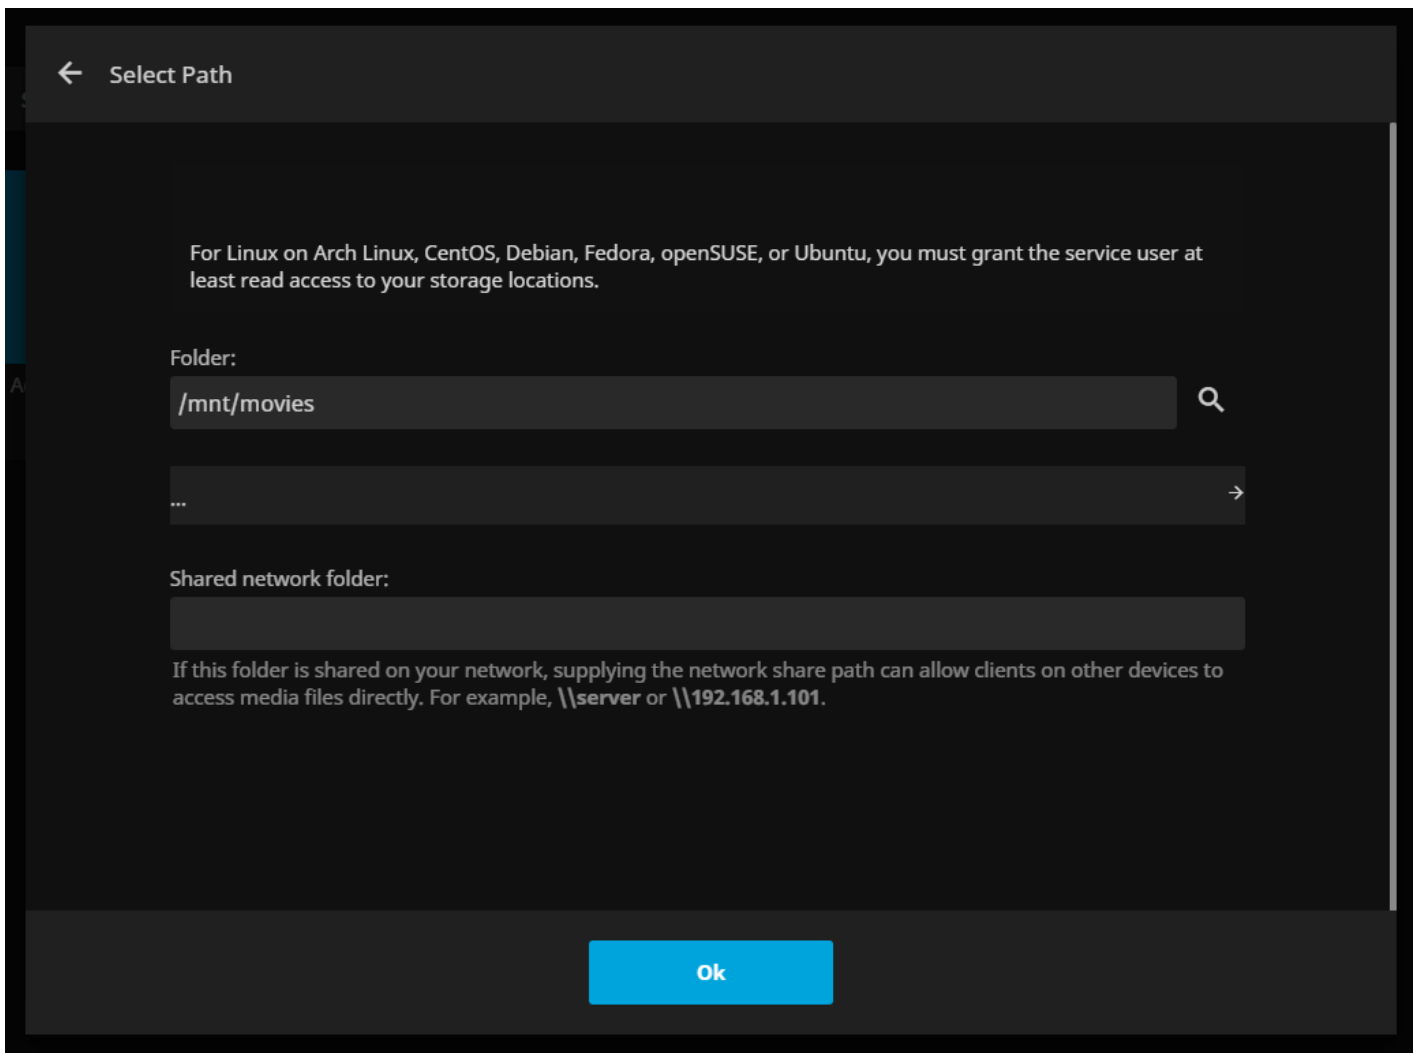 Select Path
For Linux on Arch Linux, CentOS, Debian, Fedora, openSUSE, or Ubuntu, you must grant the service user at
least read access to your storage locations.
Folder:
/mnt/movies
...
Shared network folder:
If this folder is shared on your network, supplying the network share path can allow clients on other devices to
access media files directly. For example, \\server or \\192.168.1.101.
Ok